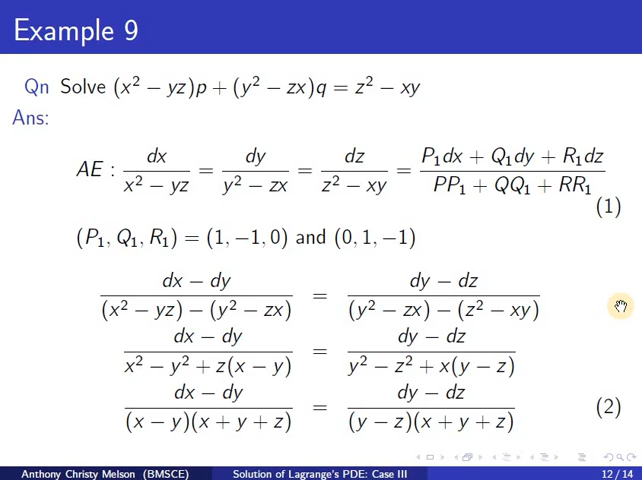 Example 9
Qn Solve (x² − yz)p + (y² − zx)q = z² − xy
Ans:
AE : dx/(x² − yz) = dy/(y² − zx) = dz/(z² − xy) = (P₁dx + Q₁dy + R₁dz)/(PP₁ + QQ₁ + RR₁)
(1)
(P₁, Q₁, R₁) = (1, −1, 0) and (0, 1, −1)
(dx − dy)/((x² − yz) − (y² − zx)) = (dy − dz)/((y² − zx) − (z² − xy))
(dx − dy)/(x² − y² + z(x − y)) = (dy − dz)/(y² − z² + x(y − z))
(dx − dy)/((x − y)(x + y + z)) = (dy − dz)/((y − z)(x + y + z)) (2)
Anthony Christy Melson (BMSCE) Solution of Lagrange's PDE: Case III 12 / 14